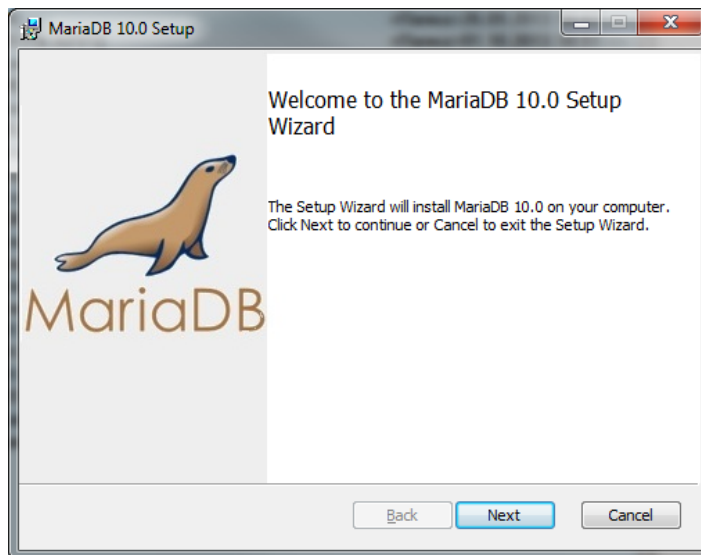 MariaDB 10.0 Setup
Welcome to the MariaDB 10.0 Setup
Wizard
The Setup Wizard will install MariaDB 10.0 on your computer.
Click Next to continue or Cancel to exit the Setup Wizard.
MariaDB
Back
Next
Cancel